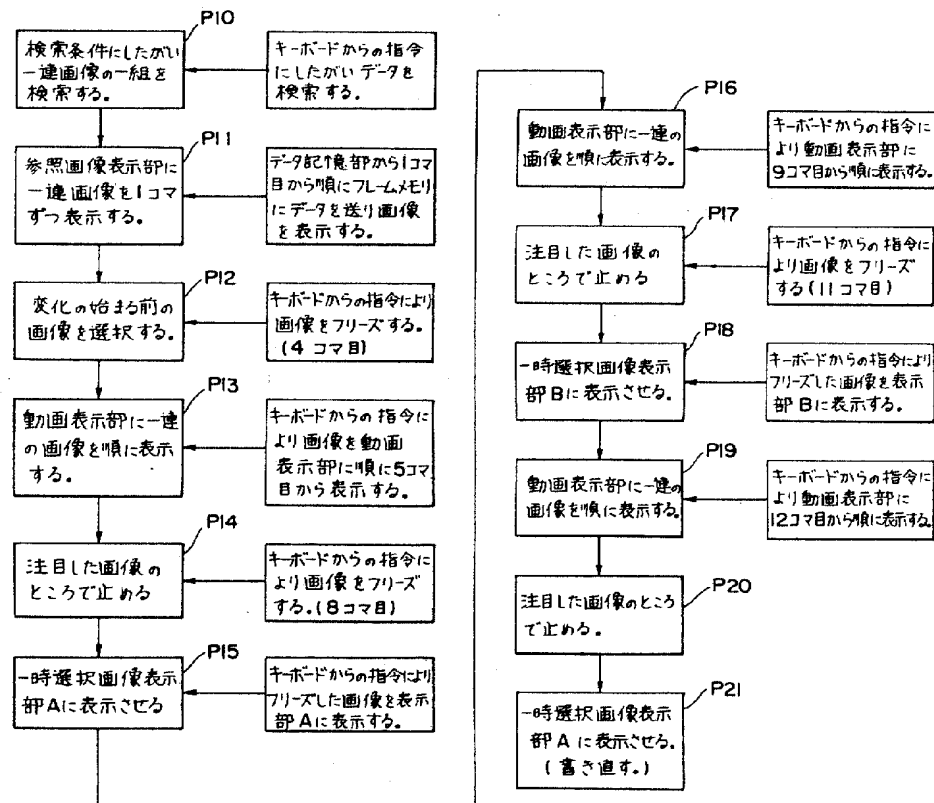 P10
検索条件にしたがい
一連画像の一組を
検索する。
キーボードからの指令
にしたがいデータを
検索する。
P11
参照画像表示部に
一連画像を1コマ
ずつ表示する。
データ記憶部から1コマ
目から順にフレームメモリ
にデータを送り画像
を表示する。
P12
変化の始まる前の
画像を選択する。
キーボードからの指令により
画像をフリーズする。
(4コマ目)
P13
動画表示部に一連
の画像を順に表示
する。
キーボードからの指令
により画像を動画
表示部に順に5コマ
目から表示する。
P14
注目した画像の
ところで止める
キーボードからの指令に
より画像をフリーズ
する。(8コマ目)
P15
一時選択画像表示
部Aに表示させる
キーボードからの指令により
フリーズした画像を表示
部Aに表示する。
P16
動画表示部に一連の
画像を順に表示する。
キーボードからの指令に
より動画表示部に
9コマ目から順に表示する。
P17
注目した画像の
ところで止める
キーボードからの指令に
より画像をフリーズ
する(11コマ目)
P18
一時選択画像表示
部Bに表示させる。
キーボードからの指令により
フリーズした画像を表示
部Bに表示する。
P19
動画表示部に一連の
画像を順に表示する。
キーボードからの指令に
より動画表示部に
12コマ目から順に表示する。
P20
注目した画像のところ
で止める。
P21
一時選択画像表示
部Aに表示させる。
(書き直す。)